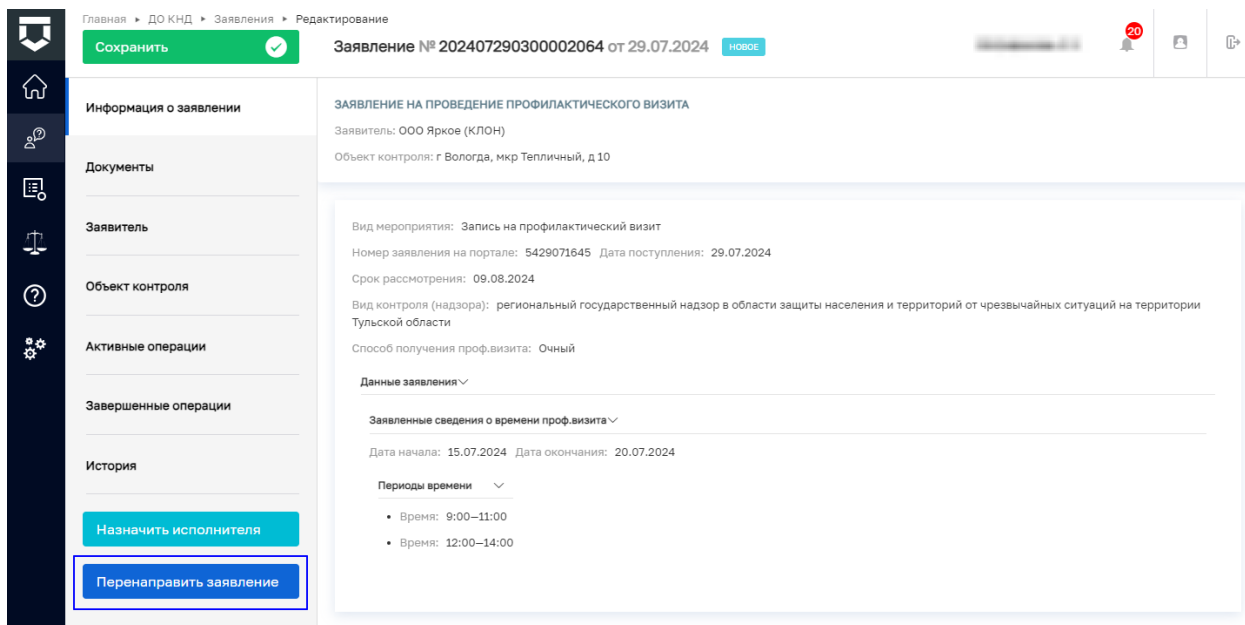 Главная ▸ ДО КНД ▸ Заявления ▸ Редактирование
Сохранить
Заявление № 202407290300002064 от 29.07.2024 НОВОЕ
20
Информация о заявлении
Документы
Заявитель
Объект контроля
Активные операции
Завершенные операции
История
Назначить исполнителя
Перенаправить заявление
ЗАЯВЛЕНИЕ НА ПРОВЕДЕНИЕ ПРОФИЛАКТИЧЕСКОГО ВИЗИТА
Заявитель: ООО Яркое (КЛОН)
Объект контроля: г Вологда, мкр Тепличный, д 10
Вид мероприятия: Запись на профилактический визит
Номер заявления на портале: 5429071645 Дата поступления: 29.07.2024
Срок рассмотрения: 09.08.2024
Вид контроля (надзора): региональный государственный надзор в области защиты населения и территорий от чрезвычайных ситуаций на территории
Тульской области
Способ получения проф.визита: Очный
Данные заявления
Заявленные сведения о времени проф.визита
Дата начала: 15.07.2024 Дата окончания: 20.07.2024
Периоды времени
• Время: 9:00—11:00
• Время: 12:00—14:00